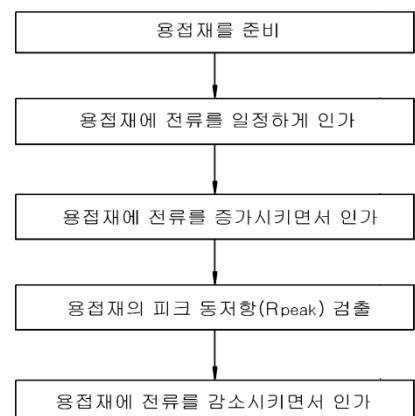 용접재를 준비
용접재에 전류를 일정하게 인가
용접재에 전류를 증가시키면서 인가
용접재의 피크 동저항(Rpeak) 검출
용접재에 전류를 감소시키면서 인가